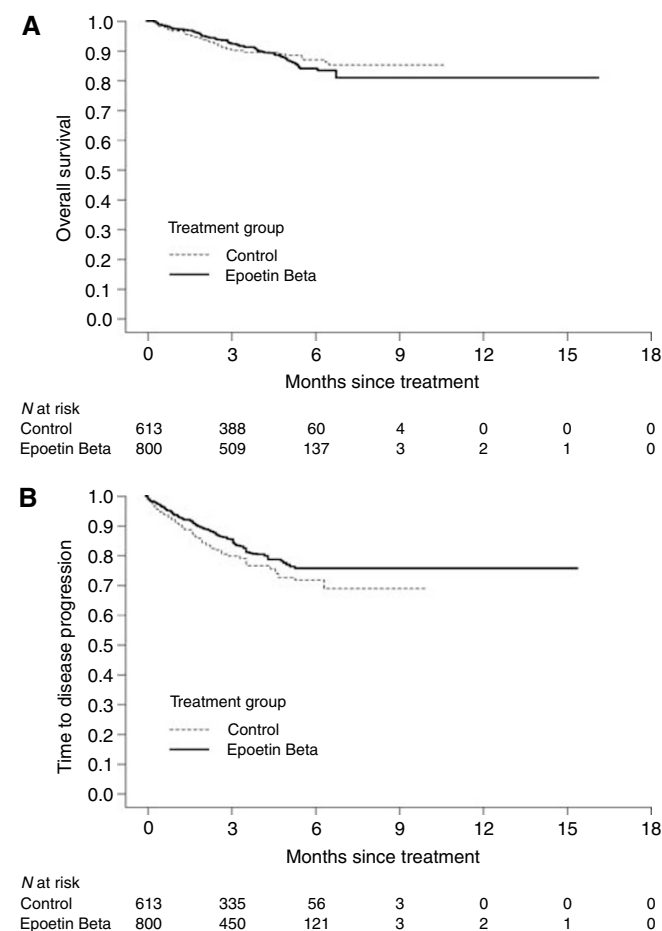 A
1.0
0.9
0.8
0.7
0.6
0.5
0.4
0.3
0.2
0.1
0.0
Overall survival
Treatment group
Control
Epoetin Beta
0 3 6 9 12 15 18
Months since treatment
N at risk
Control 613 388 60 4 0 0 0
Epoetin Beta 800 509 137 3 2 1 0
B
1.0
0.9
0.8
0.7
0.6
0.5
0.4
0.3
0.2
0.1
0.0
Time to disease progression
Treatment group
Control
Epoetin Beta
0 3 6 9 12 15 18
Months since treatment
N at risk
Control 613 335 56 3 0 0 0
Epoetin Beta 800 450 121 3 2 1 0